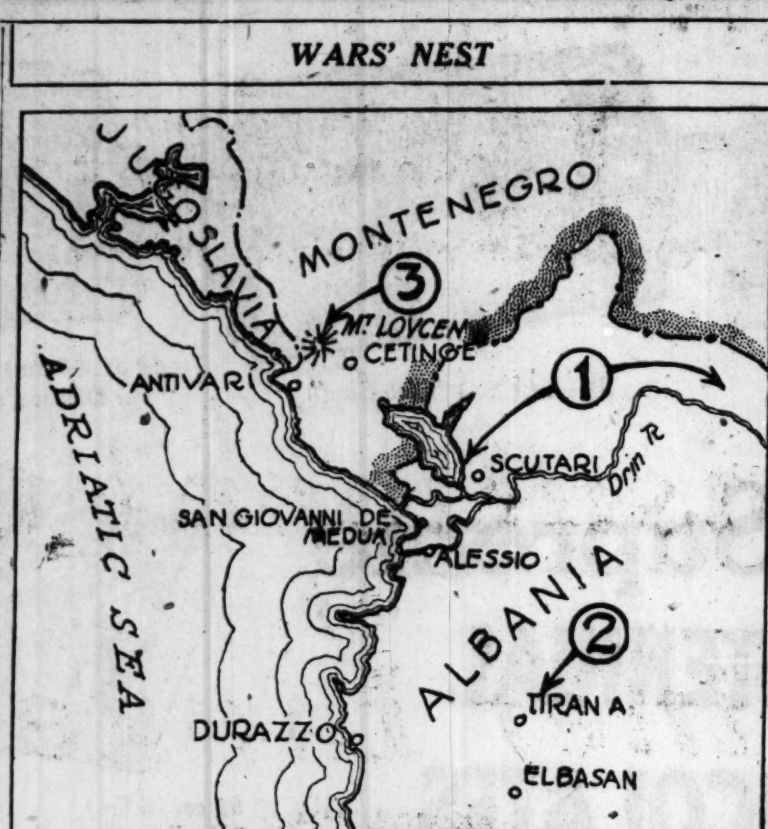 WARS' NEST
JUGOSLAVIA
MONTENEGRO
3
MT LOVCEN
CETINGE
ANTIVARI
1
ADRIATIC SEA
SCUTARI
Drin R
SAN GIOVANNI DE
MEDUA
ALESSIO
ALBANIA
2
TIRANA
DURAZZO
ELBASAN